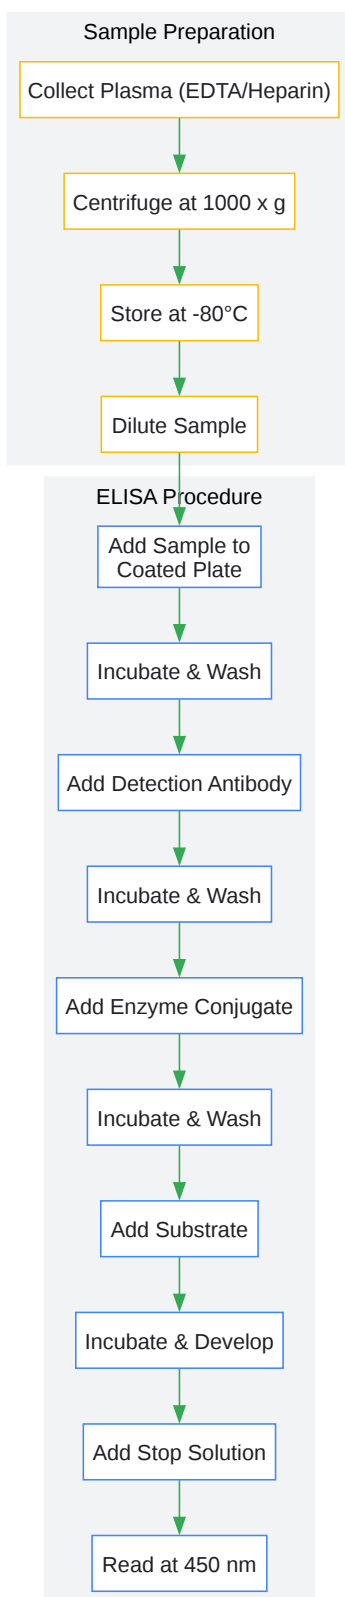 Sample Preparation
Collect Plasma (EDTA/Heparin)
Centrifuge at 1000 x g
Store at -80°C
Dilute Sample
ELISA Procedure
Add Sample to
Coated Plate
Incubate & Wash
Add Detection Antibody
Incubate & Wash
Add Enzyme Conjugate
Incubate & Wash
Add Substrate
Incubate & Develop
Add Stop Solution
Read at 450 nm